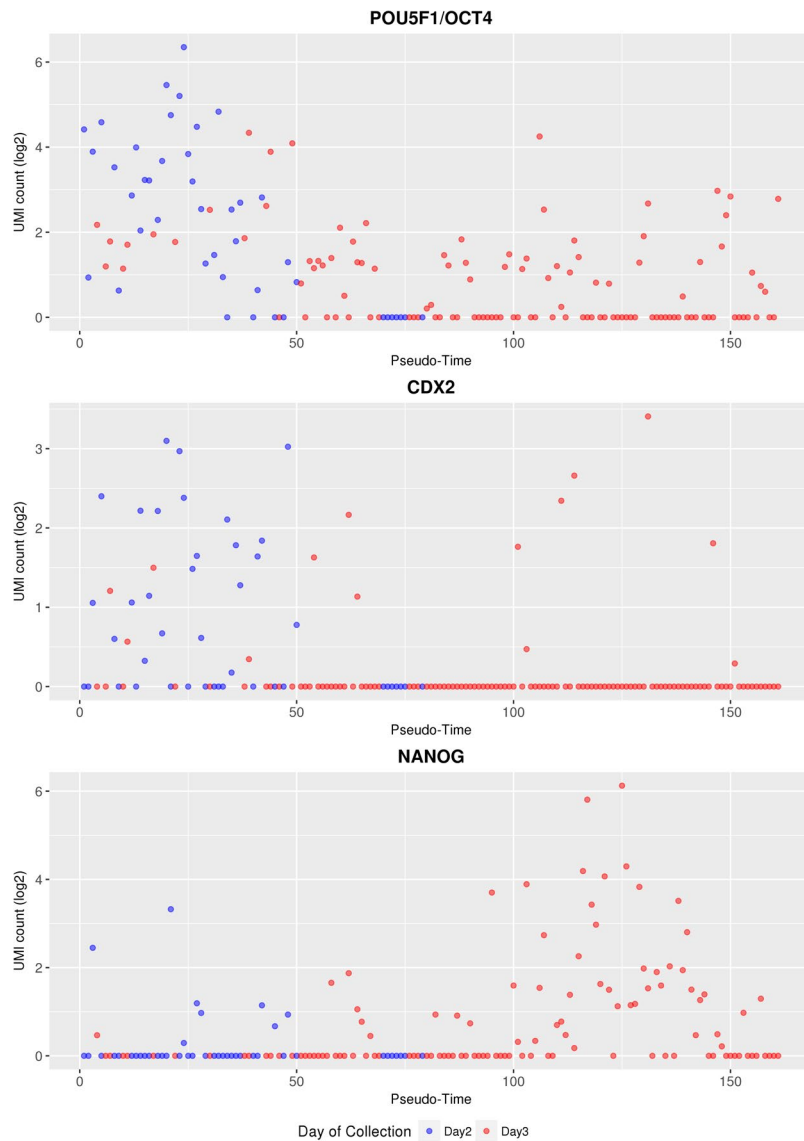 POU5F1/OCT4
6
4
2
0
UMI count (log2)
0 50 100 150
Pseudo-Time
CDX2
3
2
1
0
UMI count (log2)
0 50 100 150
Pseudo-Time
NANOG
6
4
2
0
UMI count (log2)
0 50 100 150
Pseudo-Time
Day of Collection Day2 Day3